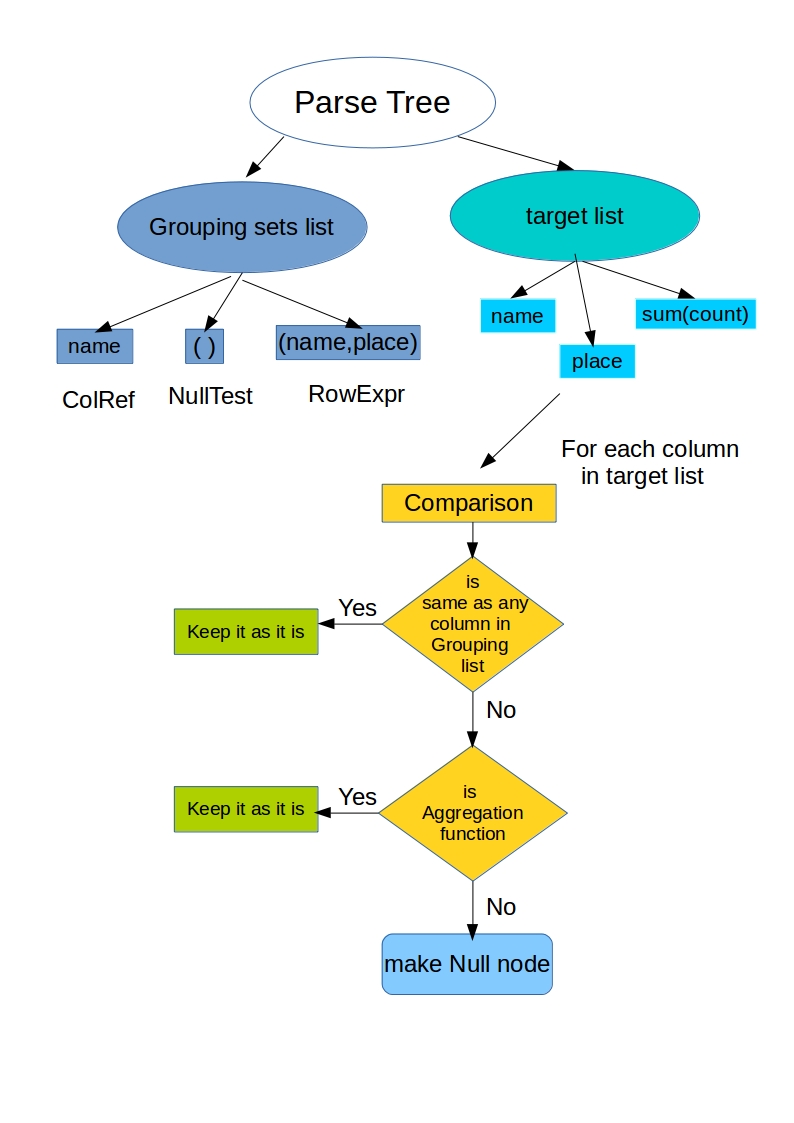 Parse Tree
Grouping sets list
target list
name
( )
(name,place)
name
sum(count)
place
ColRef
NullTest
RowExpr
For each column
in target list
Comparison
is
same as any
column in
Grouping
list
Yes
Keep it as it is
No
is
Aggregation
function
Yes
Keep it as it is
No
make Null node